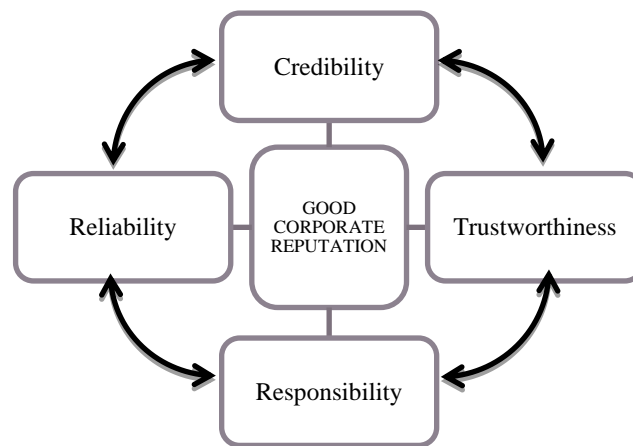 Credibility
Reliability
GOOD
CORPORATE
REPUTATION
Trustworthiness
Responsibility